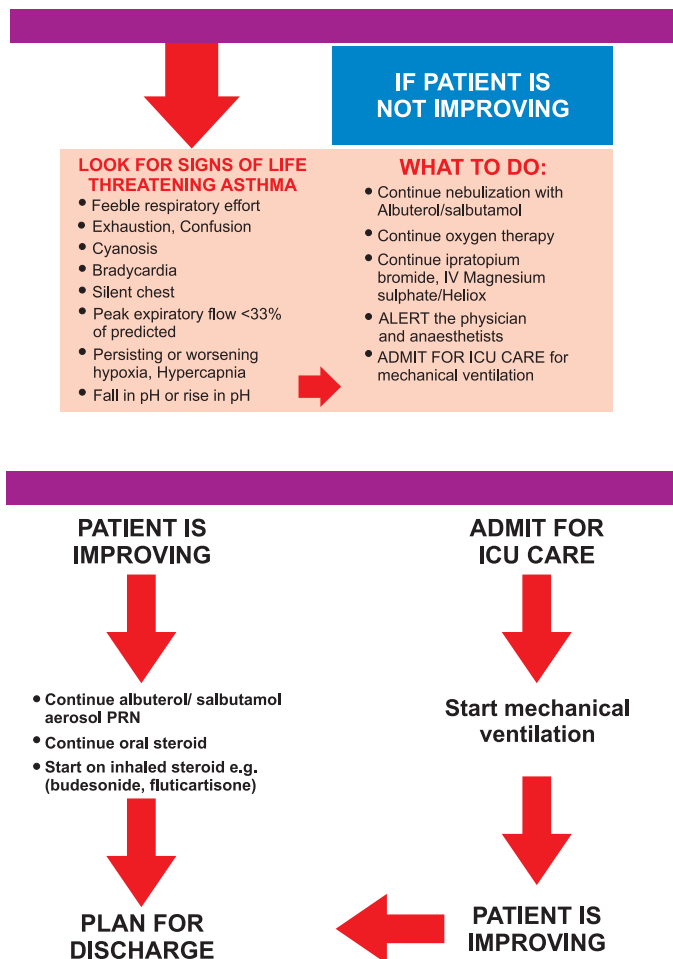 IF PATIENT IS
NOT IMPROVING
LOOK FOR SIGNS OF LIFE
THREATENING ASTHMA
• Feeble respiratory effort
• Exhaustion, Confusion
• Cyanosis
• Bradycardia
• Silent chest
• Peak expiratory flow <33%
of predicted
• Persisting or worsening
hypoxia, Hypercapnia
• Fall in pH or rise in pH
WHAT TO DO:
• Continue nebulization with
Albuterol/salbutamol
• Continue oxygen therapy
• Continue ipratopium
bromide, IV Magnesium
sulphate/Heliox
• ALERT the physician
and anaesthetists
• ADMIT FOR ICU CARE for
mechanical ventilation
PATIENT IS
IMPROVING
• Continue albuterol/ salbutamol
aerosol PRN
• Continue oral steroid
• Start on inhaled steroid e.g.
(budesonide, fluticartisone)
PLAN FOR
DISCHARGE
ADMIT FOR
ICU CARE
Start mechanical
ventilation
PATIENT IS
IMPROVING